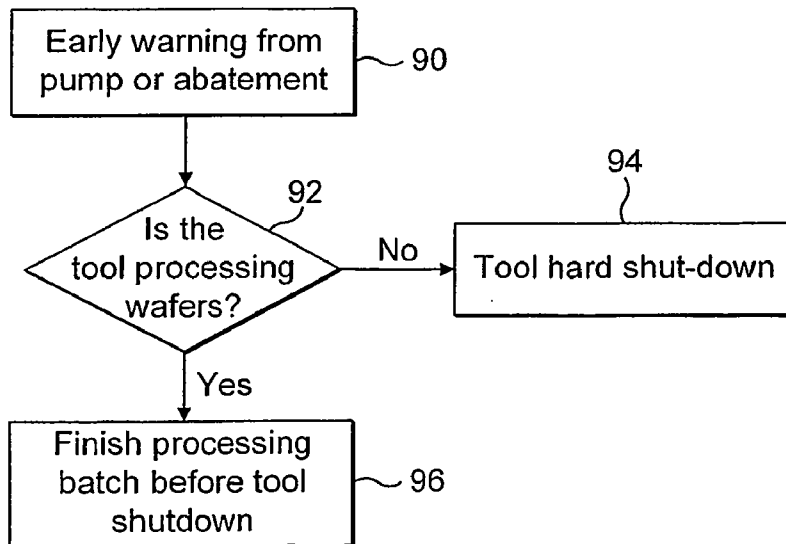 Early warning from
pump or abatement
90
92
Is the
tool processing
wafers?
No
94
Tool hard shut-down
Yes
Finish processing
batch before tool
shutdown
96